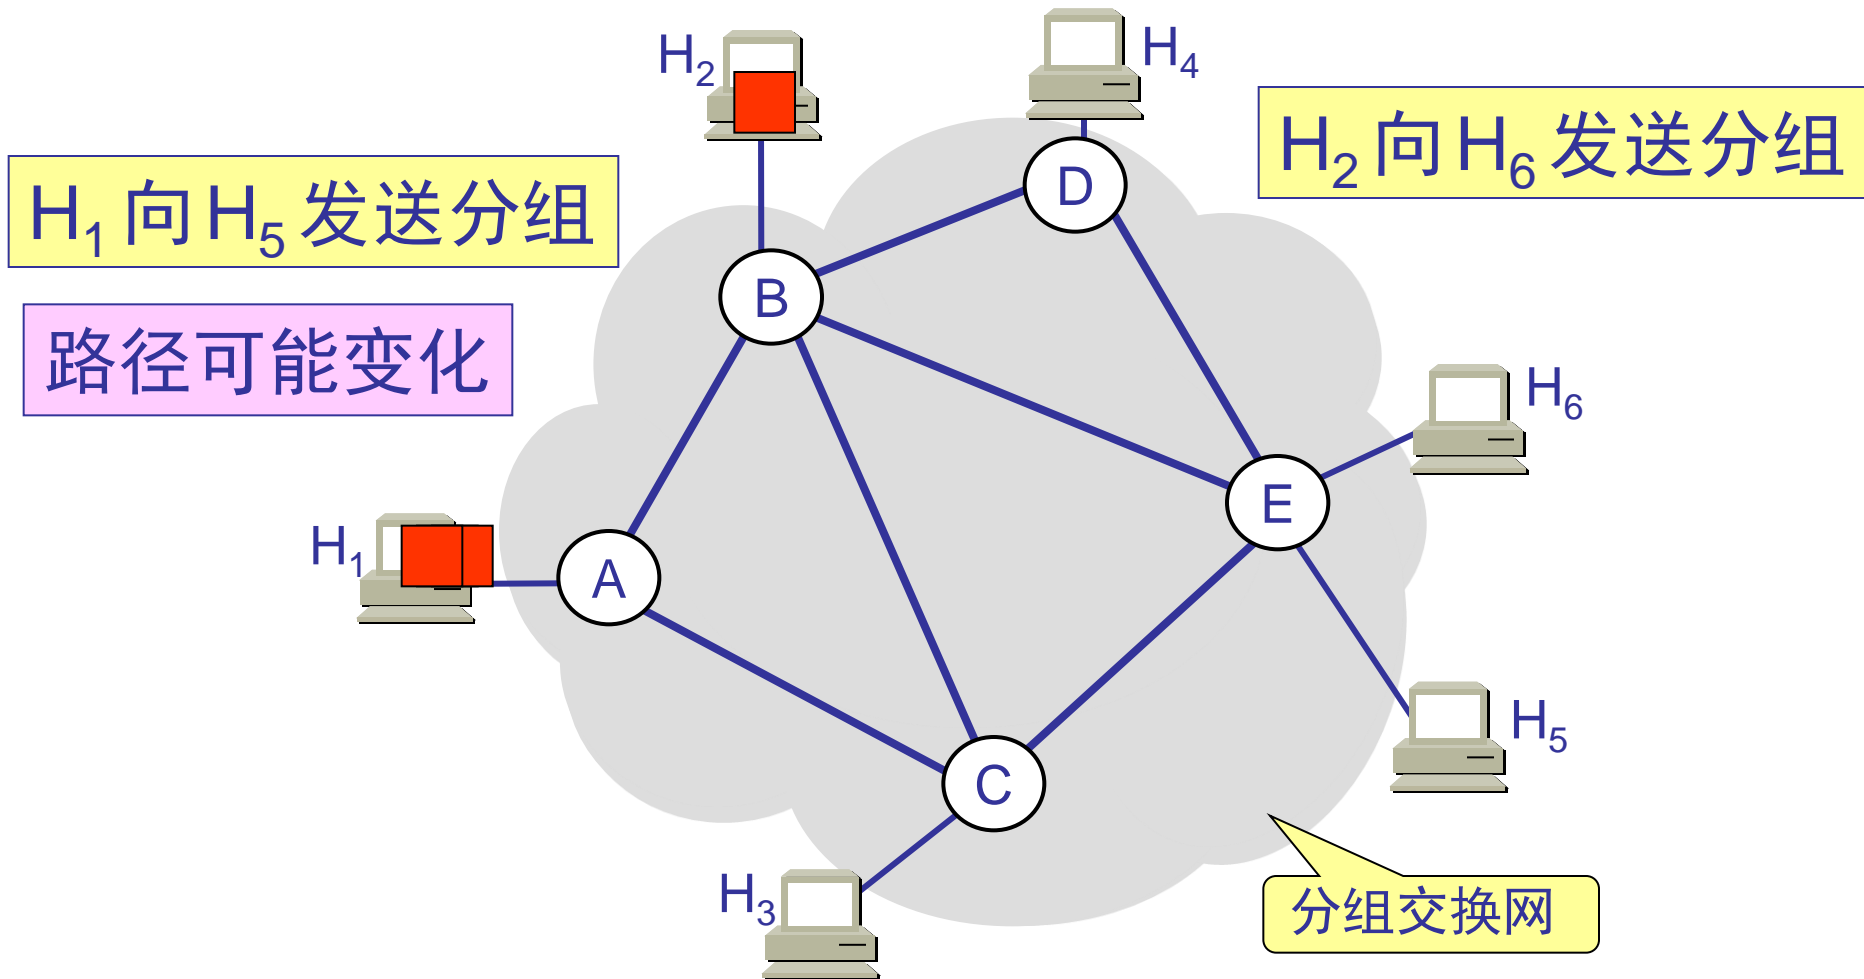 H₂
H₄
H₂ 向 H₆ 发送分组
H₁ 向 H₅ 发送分组
D
B
路径可能变化
H₆
E
H₁
A
H₅
C
H₃
分组交换网